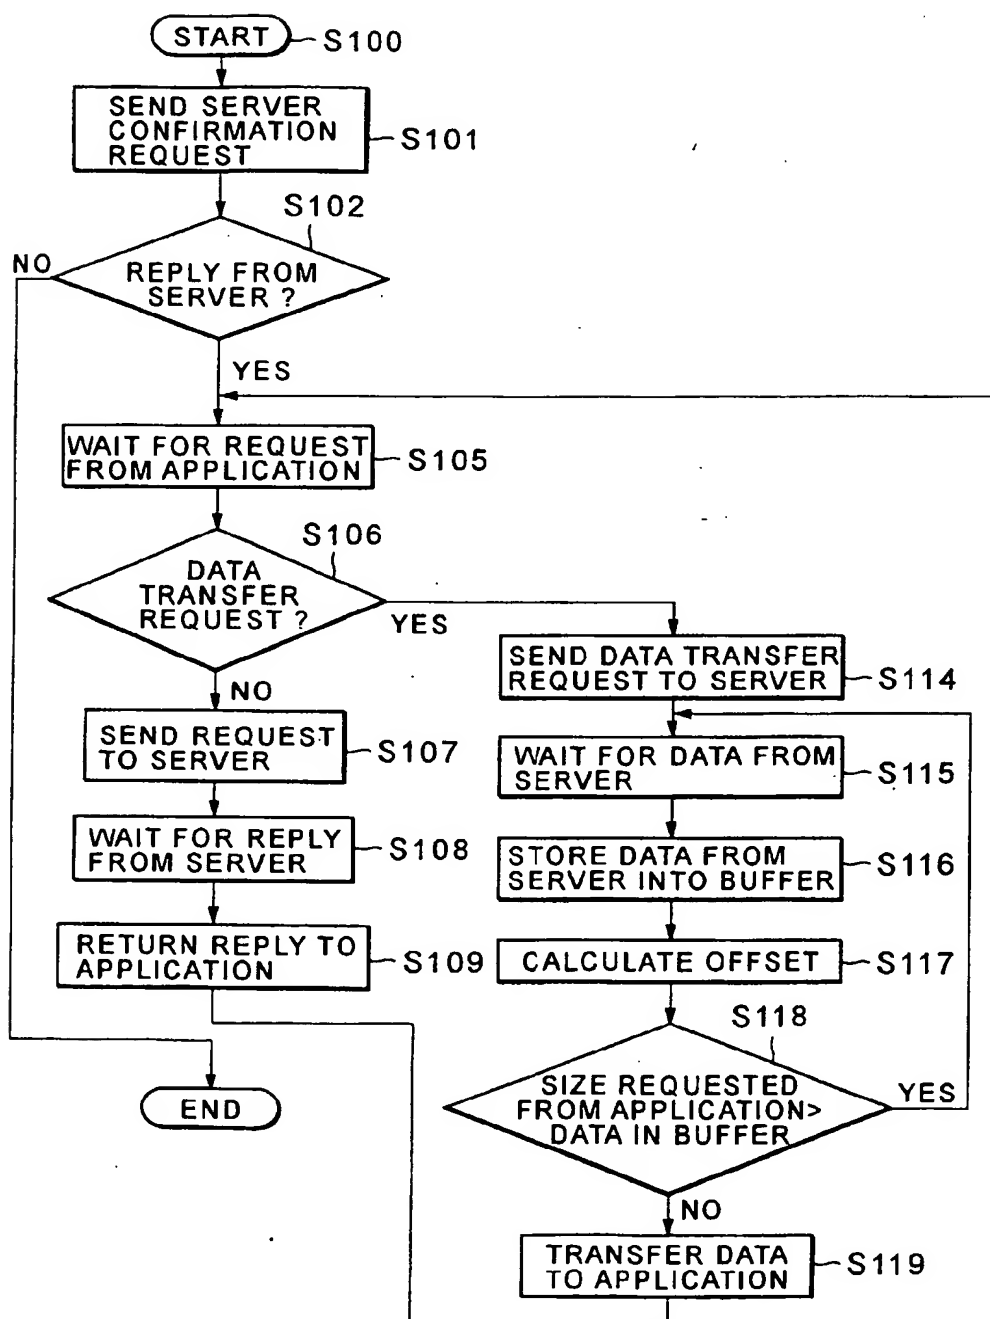 START
S100
SEND SERVER
CONFIRMATION
REQUEST
S101
S102
NO
REPLY FROM
SERVER ?
YES
WAIT FOR REQUEST
FROM APPLICATION
S105
S106
DATA
TRANSFER
REQUEST ?
YES
NO
SEND REQUEST
TO SERVER
S107
WAIT FOR REPLY
FROM SERVER
S108
RETURN REPLY TO
APPLICATION
S109
END
SEND DATA TRANSFER
REQUEST TO SERVER
S114
WAIT FOR DATA FROM
SERVER
S115
STORE DATA FROM
SERVER INTO BUFFER
S116
CALCULATE OFFSET
S117
S118
SIZE REQUESTED
FROM APPLICATION>
DATA IN BUFFER
YES
NO
TRANSFER DATA
TO APPLICATION
S119